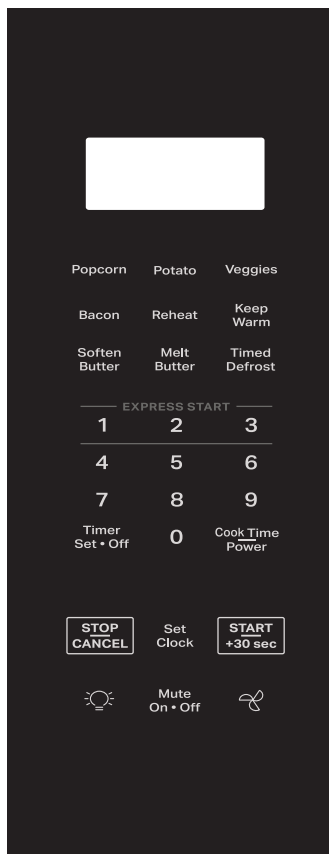 Popcorn Potato Veggies
Bacon Reheat Keep Warm
Soften Butter Melt Butter Timed Defrost
EXPRESS START
1 2 3
4 5 6
7 8 9
Timer Set • Off 0 Cook Time Power
STOP CANCEL Set Clock START +30 sec
Mute On • Off